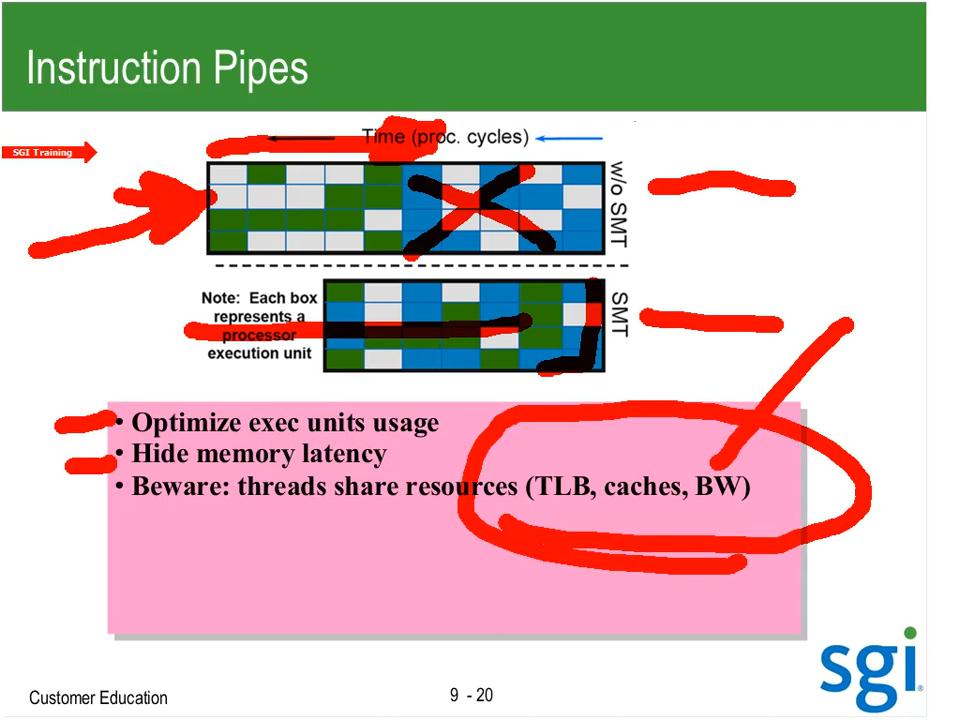 Instruction Pipes
Time (proc. cycles)
SGI Training
w/o SMT
Note: Each box
represents a
processor
execution unit
SMT
• Optimize exec units usage
• Hide memory latency
• Beware: threads share resources (TLB, caches, BW)
sgi®
Customer Education
9 - 20